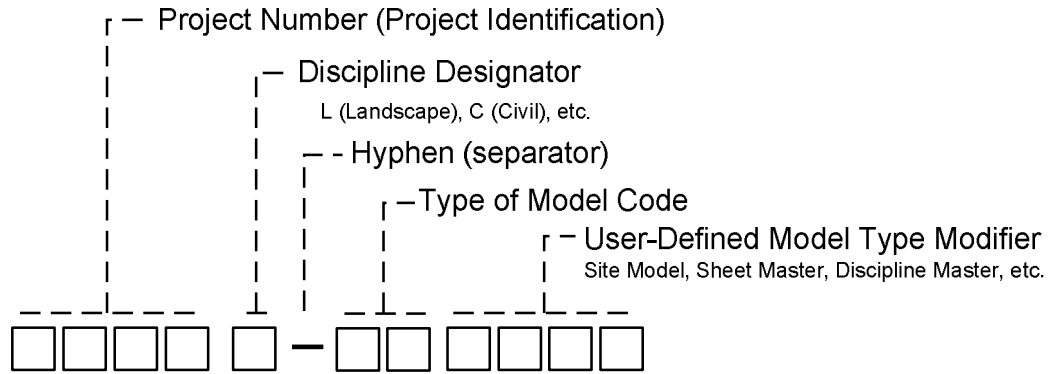 Project Number (Project Identification)
Discipline Designator
L (Landscape), C (Civil), etc.
Hyphen (separator)
Type of Model Code
User-Defined Model Type Modifier
Site Model, Sheet Master, Discipline Master, etc.